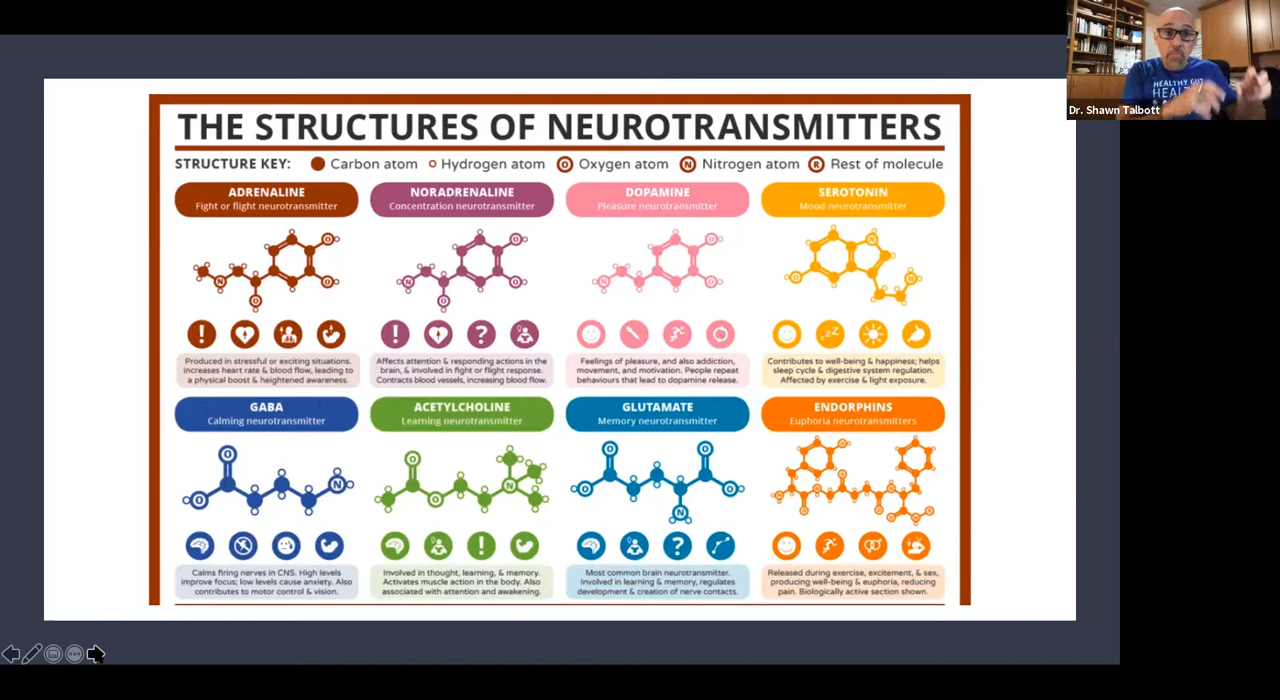 HEALTHY GUT
HEAL
Dr. Shawn Talbott
THE STRUCTURES OF NEUROTRANSMITTERS
STRUCTURE KEY: Carbon atom Hydrogen atom O Oxygen atom N Nitrogen atom R Rest of molecule
ADRENALINE
Fight or flight neurotransmitter
NORADRENALINE
Concentration neurotransmitter
DOPAMINE
Pleasure neurotransmitter
SEROTONIN
Mood neurotransmitter
Produced in stressful or exciting situations.
Increases heart rate & blood flow, leading to
a physical boost & heightened awareness.
Affects attention & responding actions in the
brain, & involved in fight or flight response.
Contracts blood vessels, increasing blood flow.
Feelings of pleasure, and also addiction,
movement, and motivation. People repeat
behaviours that lead to dopamine release.
Contributes to well-being & happiness; helps
sleep cycle & digestive system regulation.
Affected by exercise & light exposure.
GABA
Calming neurotransmitter
ACETYLCHOLINE
Learning neurotransmitter
GLUTAMATE
Memory neurotransmitter
ENDORPHINS
Euphoria neurotransmitters
Calms firing nerves in CNS. High levels
improve focus; low levels cause anxiety. Also
contributes to motor control & vision.
Involved in thought, learning, & memory.
Activates muscle action in the body. Also
associated with attention and awakening.
Most common brain neurotransmitter.
Involved in learning & memory, regulates
development & creation of nerve contacts.
Released during exercise, excitement, & sex,
producing well-being & euphoria, reducing
pain. Biologically active section shown.